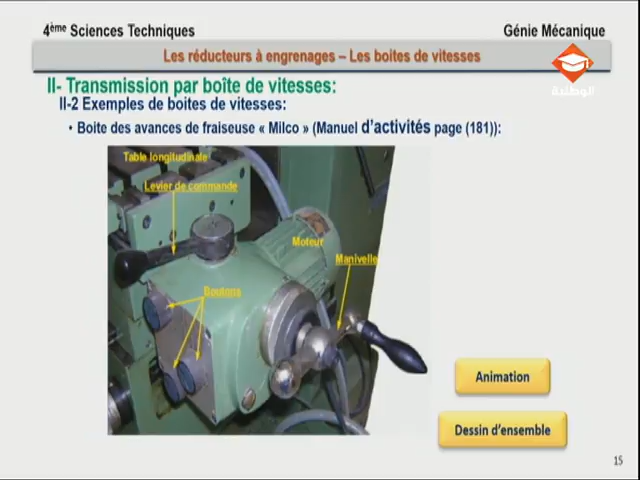 4ème Sciences Techniques
Génie Mécanique
Les réducteurs à engrenages – Les boites de vitesses
الوطنية
II- Transmission par boîte de vitesses:
II-2 Exemples de boites de vitesses:
• Boite des avances de fraiseuse « Milco » (Manuel d'activités page (181)):
Table longitudinale
Levier de commande
Moteur
Manivelle
Boutons
Animation
Dessin d'ensemble
15